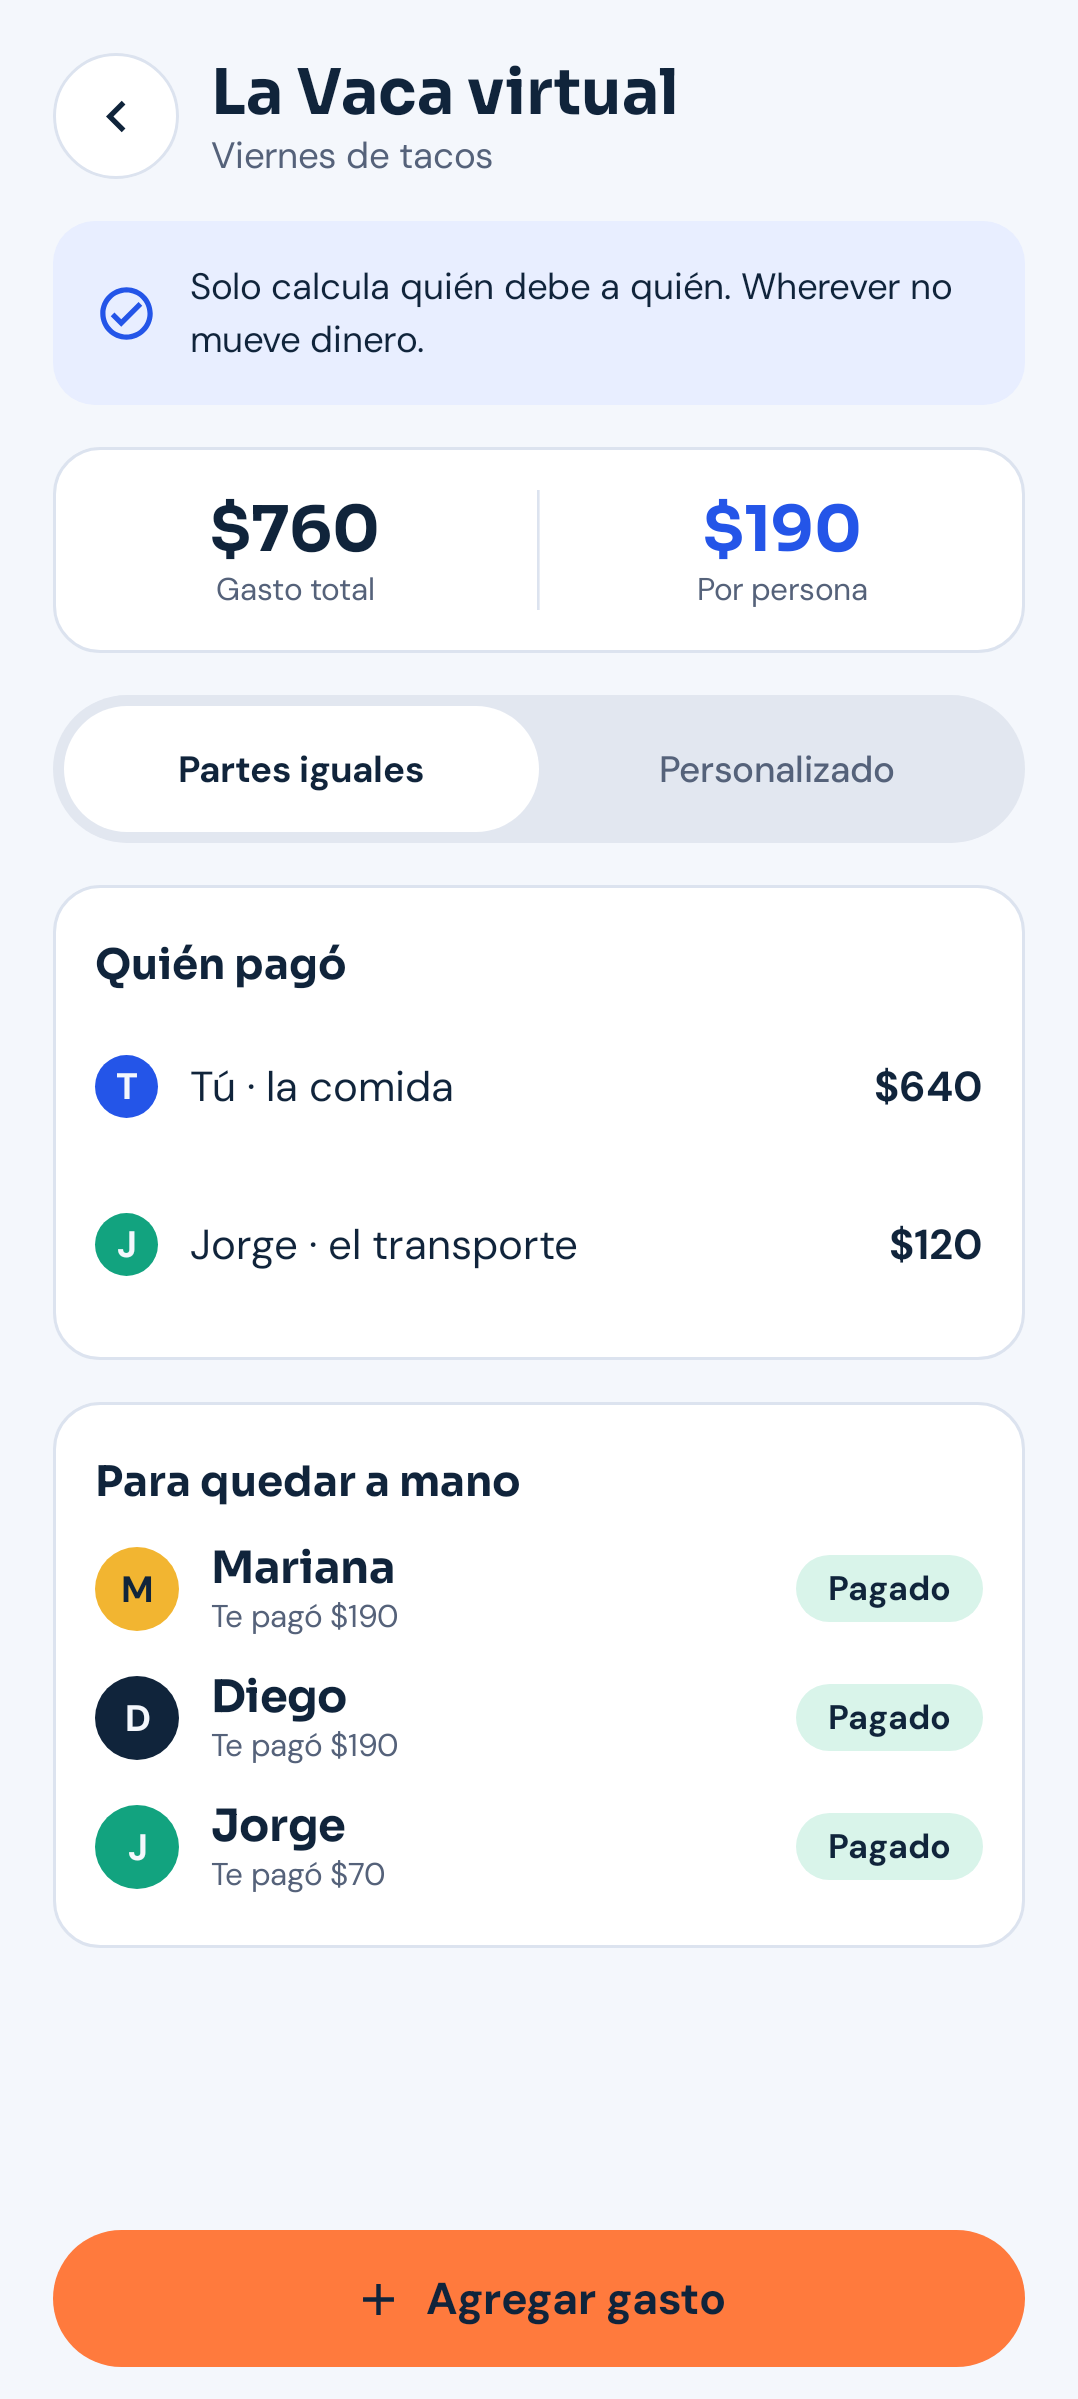 La Vaca virtual
Viernes de tacos
Solo calcula quién debe a quién. Wherever no
mueve dinero.
$760
Gasto total
$190
Por persona
Partes iguales
Personalizado
Quién pagó
T
Tú · la comida
$640
J
Jorge · el transporte
$120
Para quedar a mano
M
Mariana
Te pagó $190
Pagado
D
Diego
Te pagó $190
Pagado
J
Jorge
Te pagó $70
Pagado
+ Agregar gasto